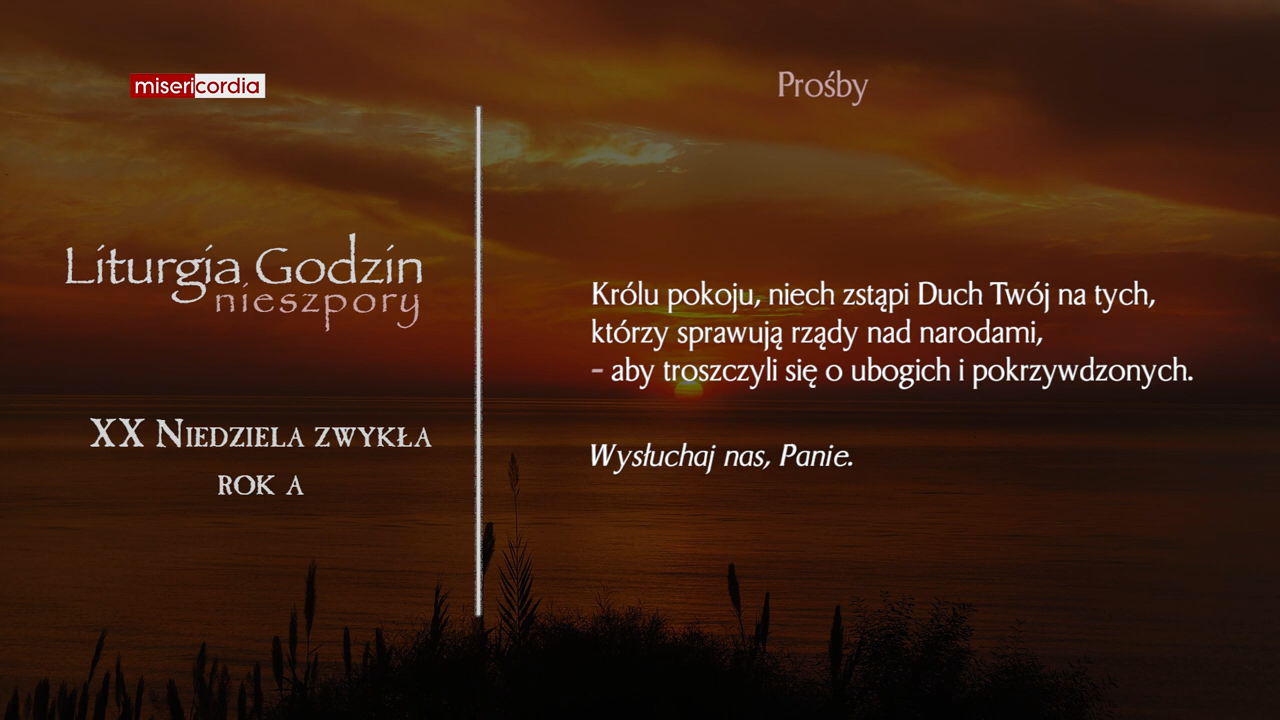 misericordia
Prośby
Liturgia Godzin
nieszpory
XX Niedziela zwykła
rok A
Królu pokoju, niech zstąpi Duch Twój na tych,
którzy sprawują rządy nad narodami,
- aby troszczyli się o ubogich i pokrzywdzonych.
Wysłuchaj nas, Panie.